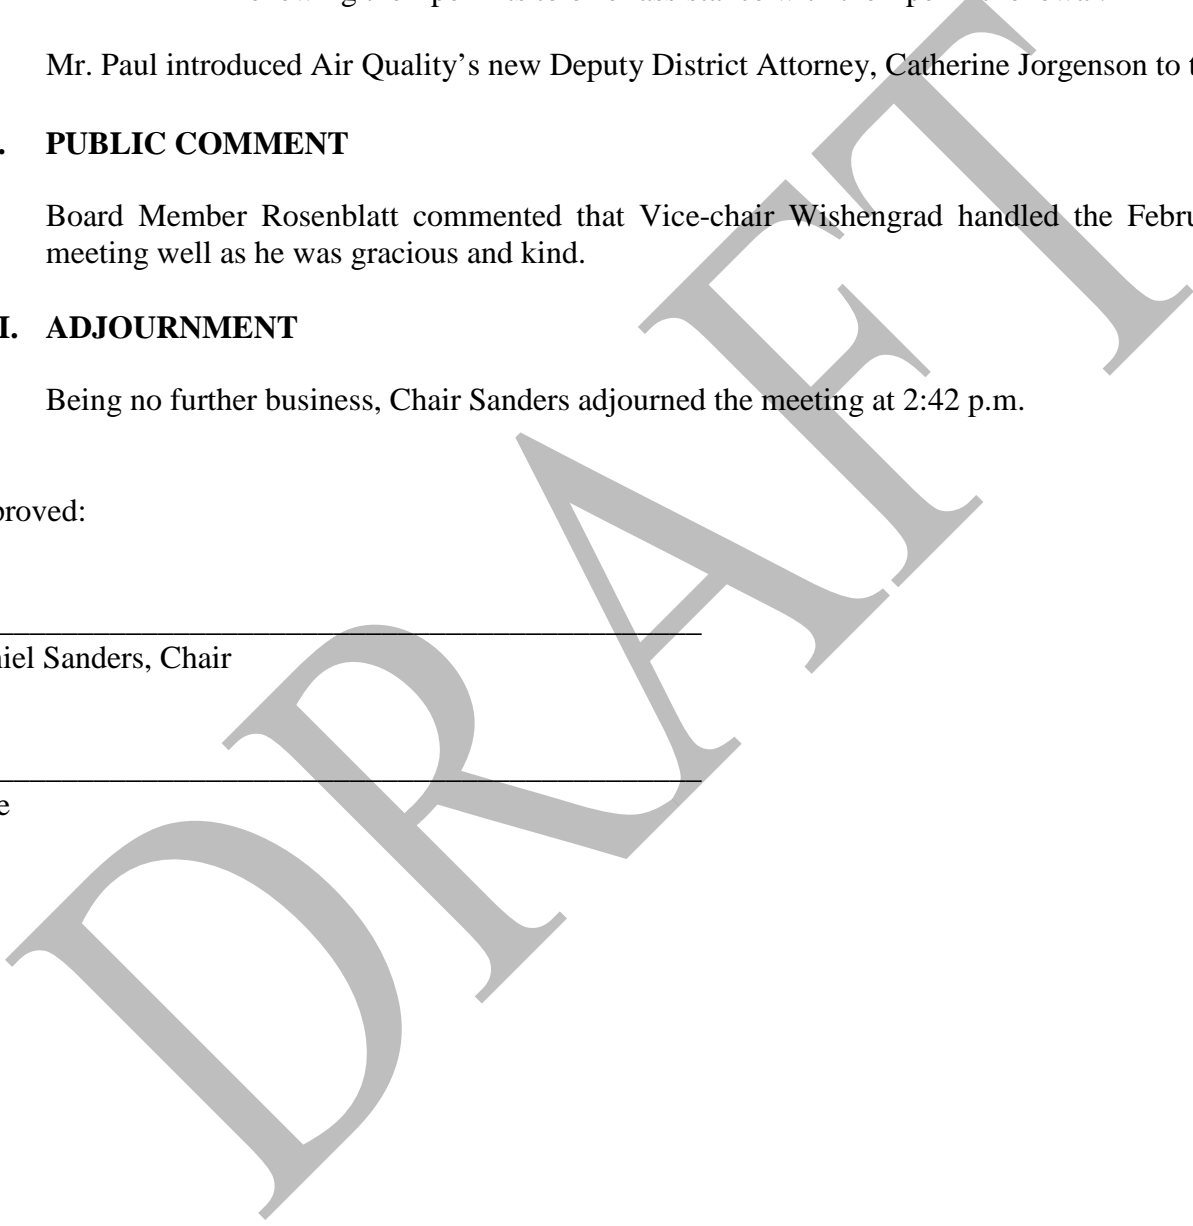 Mr. Paul introduced Air Quality’s new Deputy District Attorney, Catherine Jorgenson to t
. PUBLIC COMMENT
Board Member Rosenblatt commented that Vice-chair Wishengrad handled the Febru
meeting well as he was gracious and kind.
I. ADJOURNMENT
Being no further business, Chair Sanders adjourned the meeting at 2:42 p.m.
proved:
niel Sanders, Chair
e
DRAFT